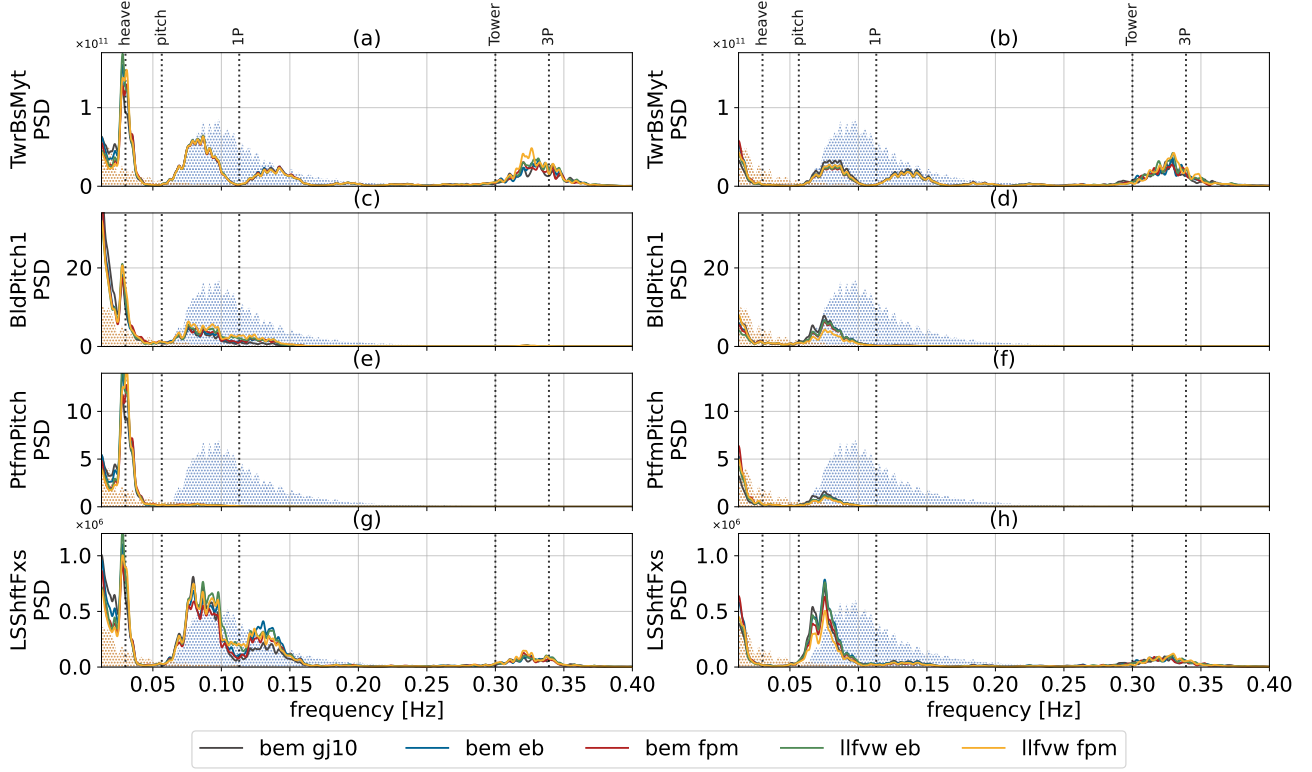 heave pitch 1P (a) Tower 3P heave pitch 1P (b) Tower 3P
×10¹¹ ×10¹¹
TwrBsMyt PSD 1 0 TwrBsMyt PSD 1 0
(c) (d)
BldPitch1 PSD 20 0 BldPitch1 PSD 20 0
(e) (f)
PtfmPitch PSD 10 5 0 PtfmPitch PSD 10 5 0
(g) (h)
×10⁶ ×10⁶
LSShftFxs PSD 1.0 0.5 0.0 LSShftFxs PSD 1.0 0.5 0.0
0.05 0.10 0.15 0.20 0.25 0.30 0.35 0.40 0.05 0.10 0.15 0.20 0.25 0.30 0.35 0.40
frequency [Hz] frequency [Hz]
bem gj10 bem eb bem fpm llfvw eb llfvw fpm